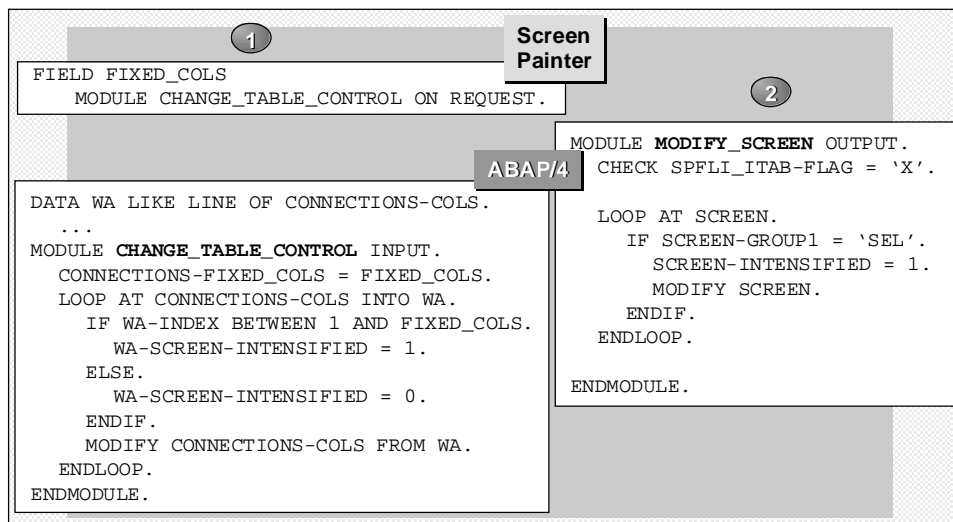 1
Screen
Painter
FIELD FIXED_COLS
MODULE CHANGE_TABLE_CONTROL ON REQUEST.
2
ABAP/4
DATA WA LIKE LINE OF CONNECTIONS-COLS.
...
MODULE CHANGE_TABLE_CONTROL INPUT.
CONNECTIONS-FIXED_COLS = FIXED_COLS.
LOOP AT CONNECTIONS-COLS INTO WA.
IF WA-INDEX BETWEEN 1 AND FIXED_COLS.
WA-SCREEN-INTENSIFIED = 1.
ELSE.
WA-SCREEN-INTENSIFIED = 0.
ENDIF.
MODIFY CONNECTIONS-COLS FROM WA.
ENDLOOP.
ENDMODULE.
MODULE MODIFY_SCREEN OUTPUT.
CHECK SPFLI_ITAB-FLAG = ‘X’.
LOOP AT SCREEN.
IF SCREEN-GROUP1 = ‘SEL’.
SCREEN-INTENSIFIED = 1.
MODIFY SCREEN.
ENDIF.
ENDLOOP.
ENDMODULE.